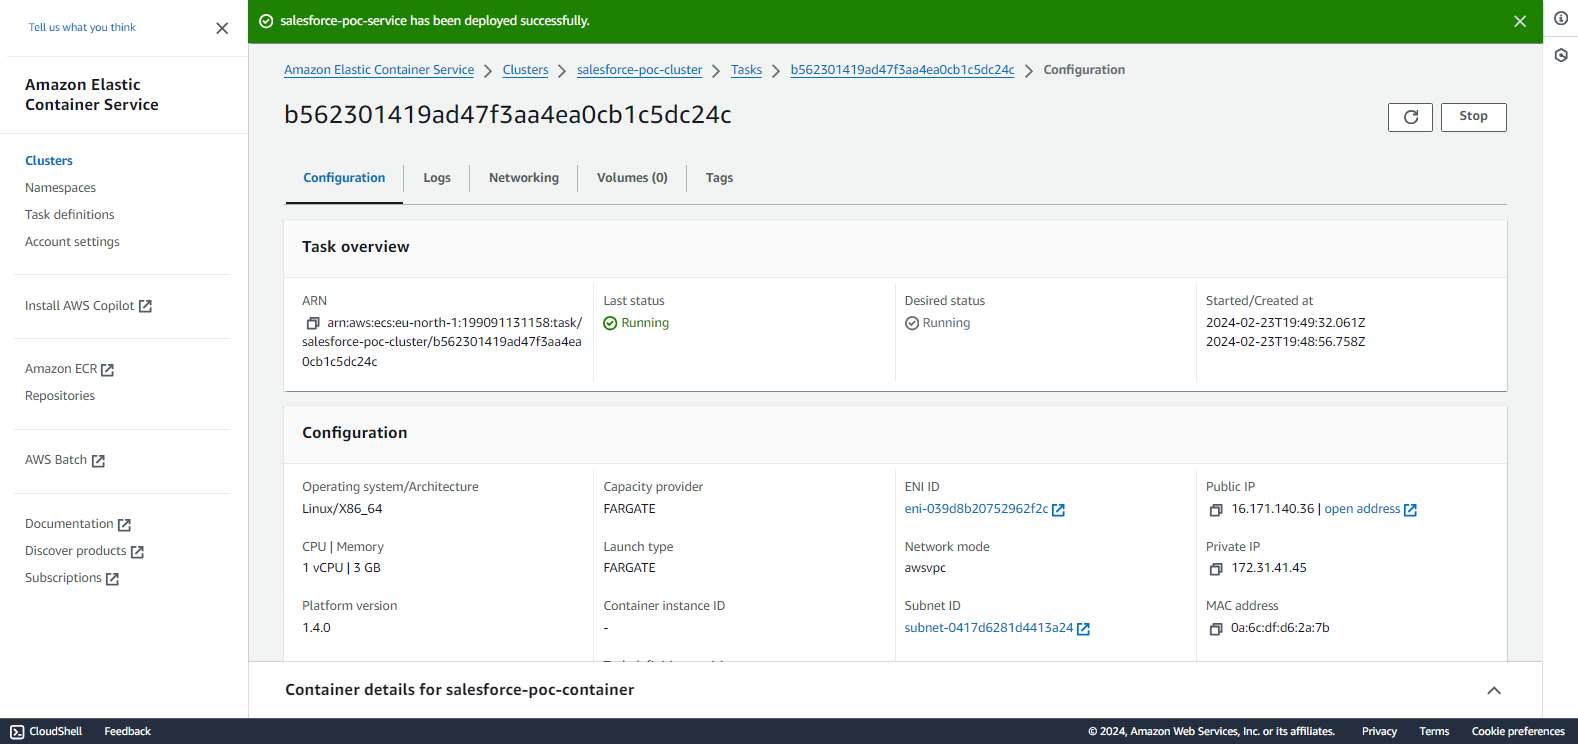 Tell us what you think
Amazon Elastic
Container Service
Clusters
Namespaces
Task definitions
Account settings
Install AWS Copilot
Amazon ECR
Repositories
AWS Batch
Documentation
Discover products
Subscriptions
salesforce-poc-service has been deployed successfully.
Amazon Elastic Container Service > Clusters > salesforce-poc-cluster > Tasks > b562301419ad47f3aa4ea0cb1c5dc24c > Configuration
b562301419ad47f3aa4ea0cb1c5dc24c
Stop
Configuration Logs Networking Volumes (0) Tags
Task overview
ARN
arn:aws:ecs:eu-north-1:199091131158:task/
salesforce-poc-cluster/b562301419ad47f3aa4ea
0cb1c5dc24c
Last status
Running
Desired status
Running
Started/Created at
2024-02-23T19:49:32.061Z
2024-02-23T19:48:56.758Z
Configuration
Operating system/Architecture
Linux/X86_64
CPU | Memory
1 vCPU | 3 GB
Platform version
1.4.0
Capacity provider
FARGATE
Launch type
FARGATE
Container instance ID
-
ENI ID
eni-039d8b20752962f2c
Network mode
awsvpc
Subnet ID
subnet-0417d6281d4413a24
Public IP
16.171.140.36 | open address
Private IP
172.31.41.45
MAC address
0a:6c:df:d6:2a:7b
Container details for salesforce-poc-container
CloudShell Feedback © 2024, Amazon Web Services, Inc. or its affiliates. Privacy Terms Cookie preferences